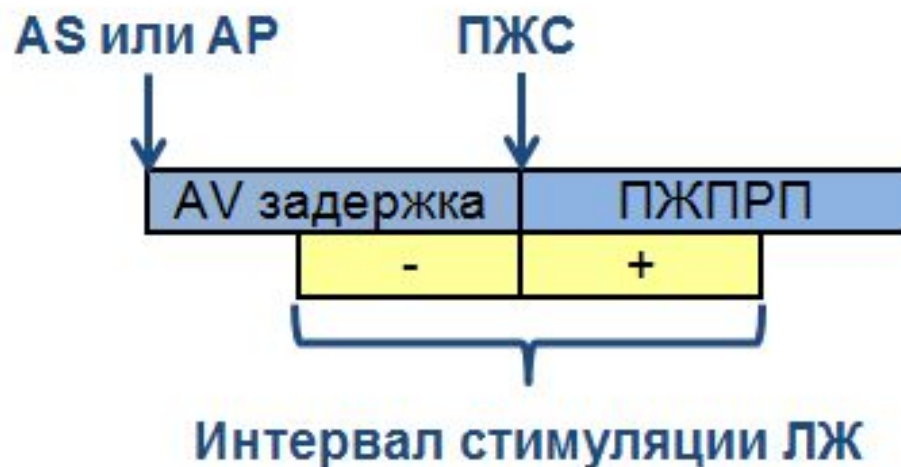 AS или AP ПЖС
AV задержка ПЖПРП
- +
Интервал стимуляции ЛЖ